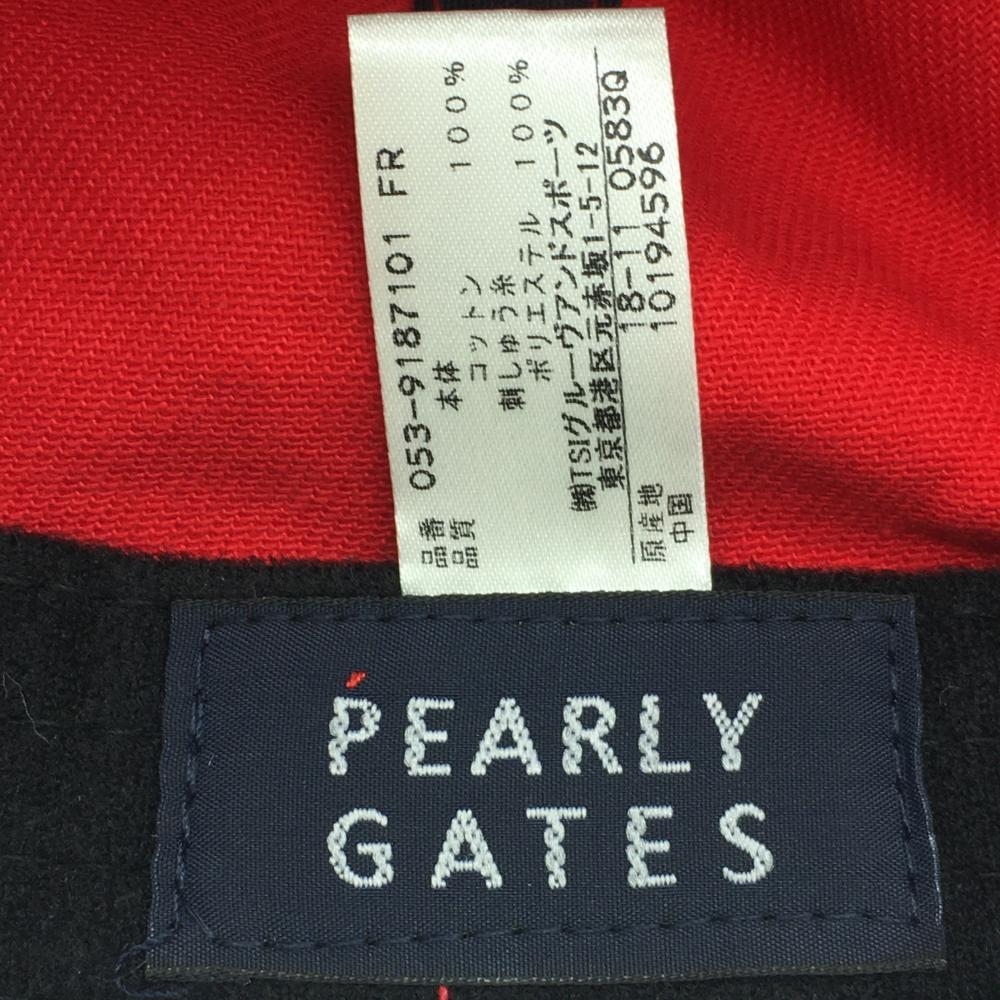 品番 053-9187101 FR
品質 本体
コットン 100%
刺しゅう糸
ポリエステル 100%
㈱TSIグルーヴアンドスポーツ
東京都港区元赤坂1-5-12
原産地 18-11 0583Q
中国 10194596
PEARLY
GATES